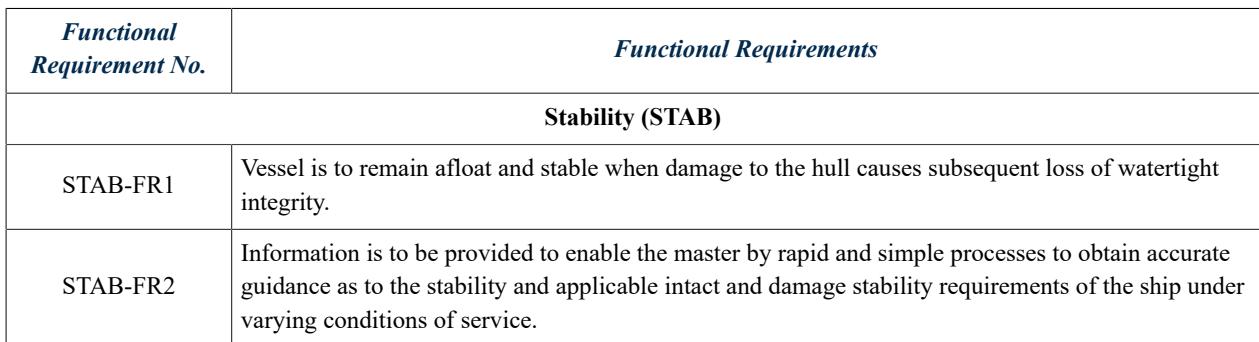 Functional
Requirement No.
Functional Requirements
Stability (STAB)
STAB-FR1
Vessel is to remain afloat and stable when damage to the hull causes subsequent loss of watertight
integrity.
STAB-FR2
Information is to be provided to enable the master by rapid and simple processes to obtain accurate
guidance as to the stability and applicable intact and damage stability requirements of the ship under
varying conditions of service.